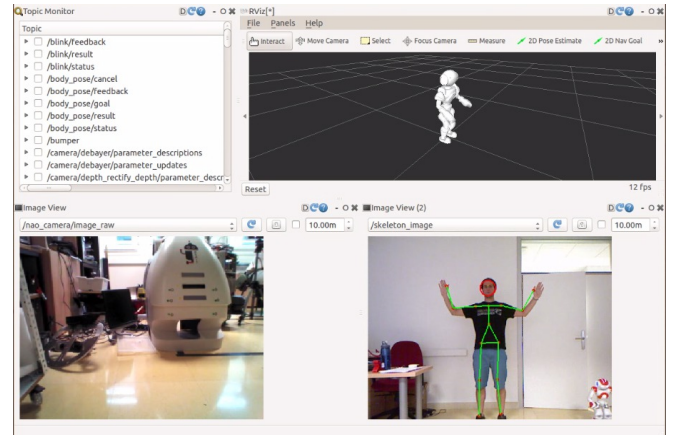 Topic Monitor
Topic
/blink/feedback
/blink/result
/blink/status
/body_pose/cancel
/body_pose/feedback
/body_pose/goal
/body_pose/result
/body_pose/status
/bumper
/camera/debayer/parameter_descriptions
/camera/debayer/parameter_updates
/camera/depth_rectify_depth/parameter_descr
RViz[*]
File Panels Help
Interact Move Camera Select Focus Camera Measure 2D Pose Estimate 2D Nav Goal »
Reset 12 fps
Image View
/nao_camera/image_raw 10.00m
Image View (2)
/skeleton_image 10.00m